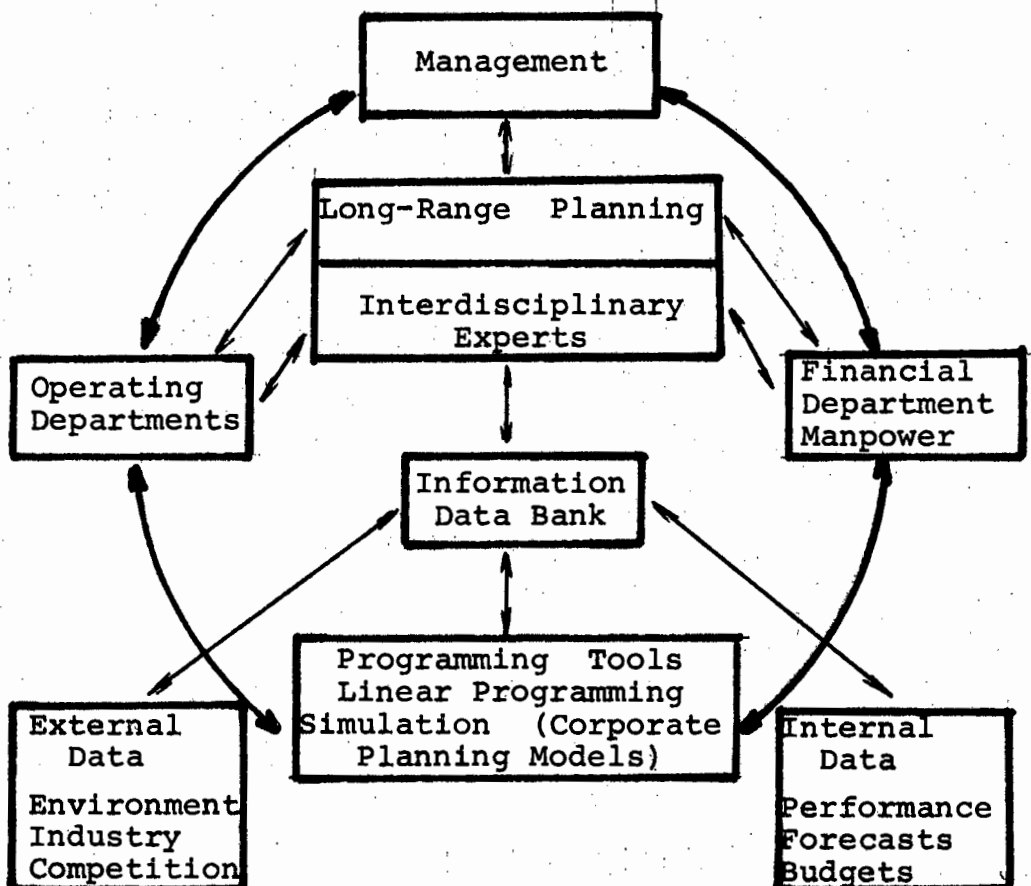 Management
Long-Range Planning
Interdisciplinary
Experts
Operating
Departments
Financial
Department
Manpower
Information
Data Bank
Programming Tools
Linear Programming
Simulation (Corporate
Planning Models)
External
Data
Environment
Industry
Competition
Internal
Data
Performance
Forecasts
Budgets